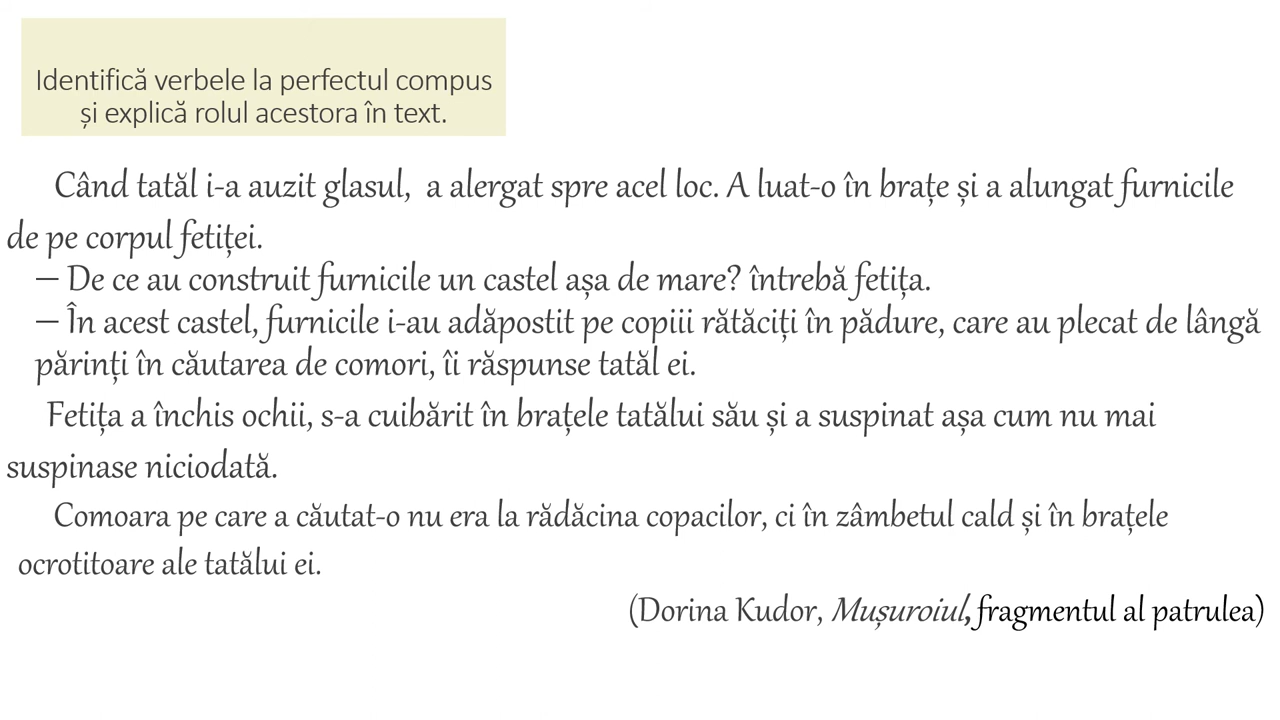 Identifică verbele la perfectul compus
și explică rolul acestora în text.
Când tatăl i-a auzit glasul, a alergat spre acel loc. A luat-o în brațe și a alungat furnicile
de pe corpul fetiței.
– De ce au construit furnicile un castel așa de mare? întrebă fetița.
– În acest castel, furnicile i-au adăpostit pe copiii rătăciți în pădure, care au plecat de lângă
părinți în căutarea de comori, îi răspunse tatăl ei.
Fetița a închis ochii, s-a cuibărit în brațele tatălui său și a suspinat așa cum nu mai
suspinase niciodată.
Comoara pe care a căutat-o nu era la rădăcina copacilor, ci în zâmbetul cald și în brațele
ocrotitoare ale tatălui ei.
(Dorina Kudor, Mușuroiul, fragmentul al patrulea)